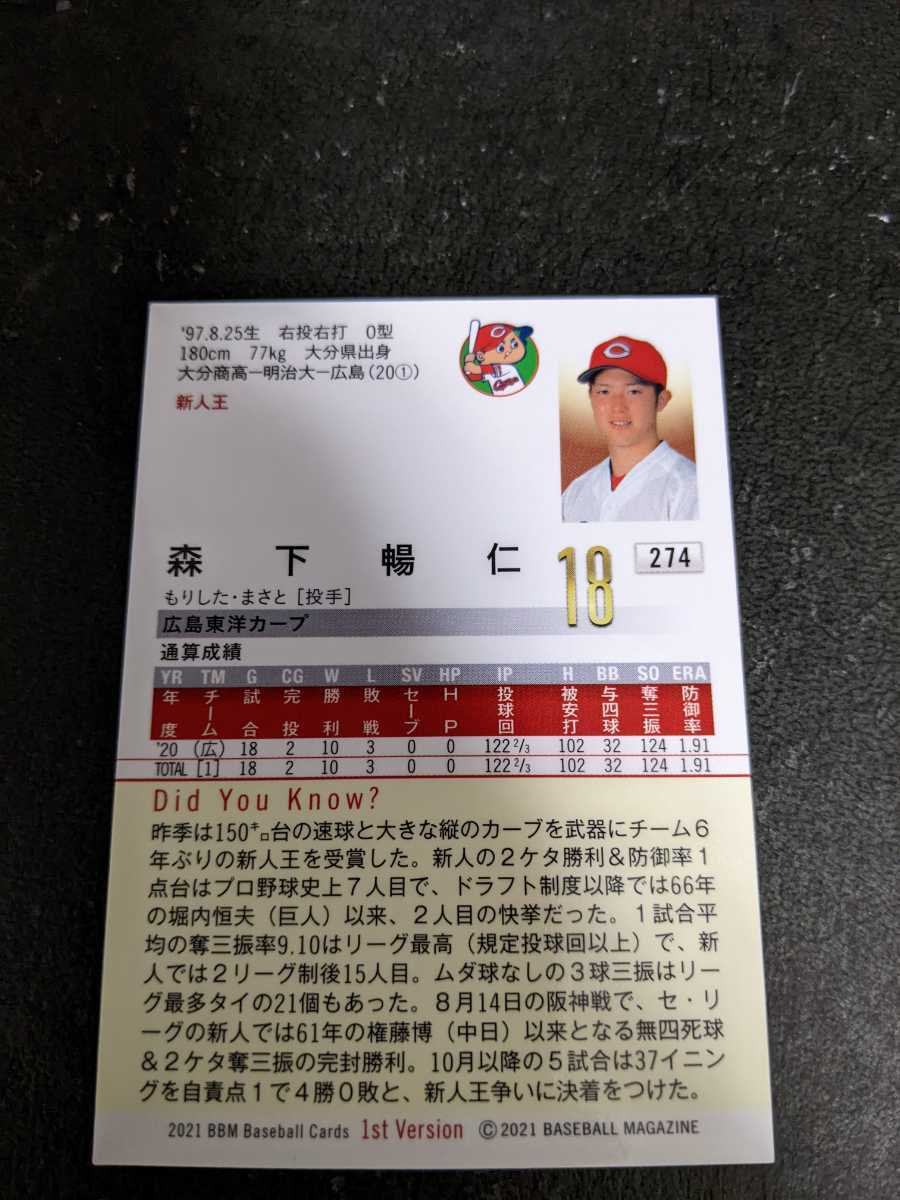 '97.8.25生 右投右打 O型
180cm 77kg 大分県出身
大分商高ー明治大ー広島(20①)
新人王
C
Carp
森下暢仁
18
274
もりした・まさと[投手]
広島東洋カープ
通算成績
YR TM G CG W L SV HP IP H BB SO ERA
年度 チーム 試合 完投 勝利 敗戦 セーブ HP 投球回 被安打 与四球 奪三振 防御率
'20 (広) 18 2 10 3 0 0 122 2/3 102 32 124 1.91
TOTAL [1] 18 2 10 3 0 0 122 2/3 102 32 124 1.91
Did You Know?
昨季は150㌔台の速球と大きな縦のカーブを武器にチーム6
年ぶりの新人王を受賞した。新人の2ケタ勝利&防御率1
点台はプロ野球史上7人目で、ドラフト制度以降では66年
の堀内恒夫(巨人)以来、2人目の快挙だった。1試合平
均の奪三振率9.10はリーグ最高(規定投球回以上)で、新
人では2リーグ制後15人目。ムダ球なしの3球三振はリー
グ最多タイの21個もあった。8月14日の阪神戦で、セ・リ
ーグの新人では61年の権藤博(中日)以来となる無四死球
&2ケタ奪三振の完封勝利。10月以降の5試合は37イニン
グを自責点1で4勝0敗と、新人王争いに決着をつけた。
2021 BBM Baseball Cards 1st Version ©2021 BASEBALL MAGAZINE